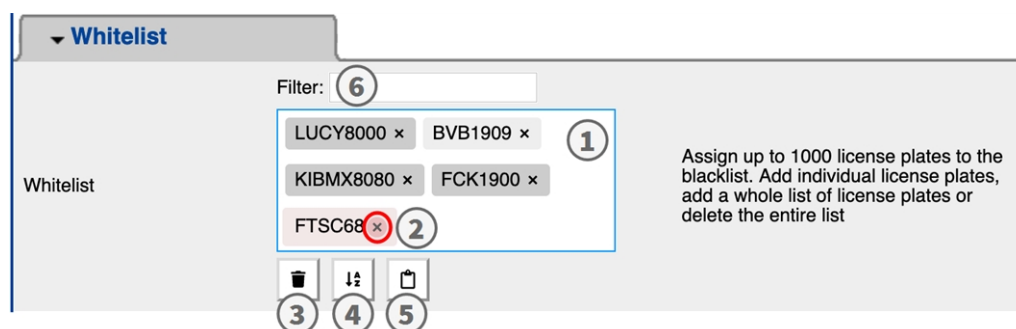 Whitelist
Filter: 6
LUCY8000 × BVB1909 × 1
Whitelist
KIBMX8080 × FCK1900 ×
FTSC68 × 2
Assign up to 1000 license plates to the
blacklist. Add individual license plates,
add a whole list of license plates or
delete the entire list
3 4 5